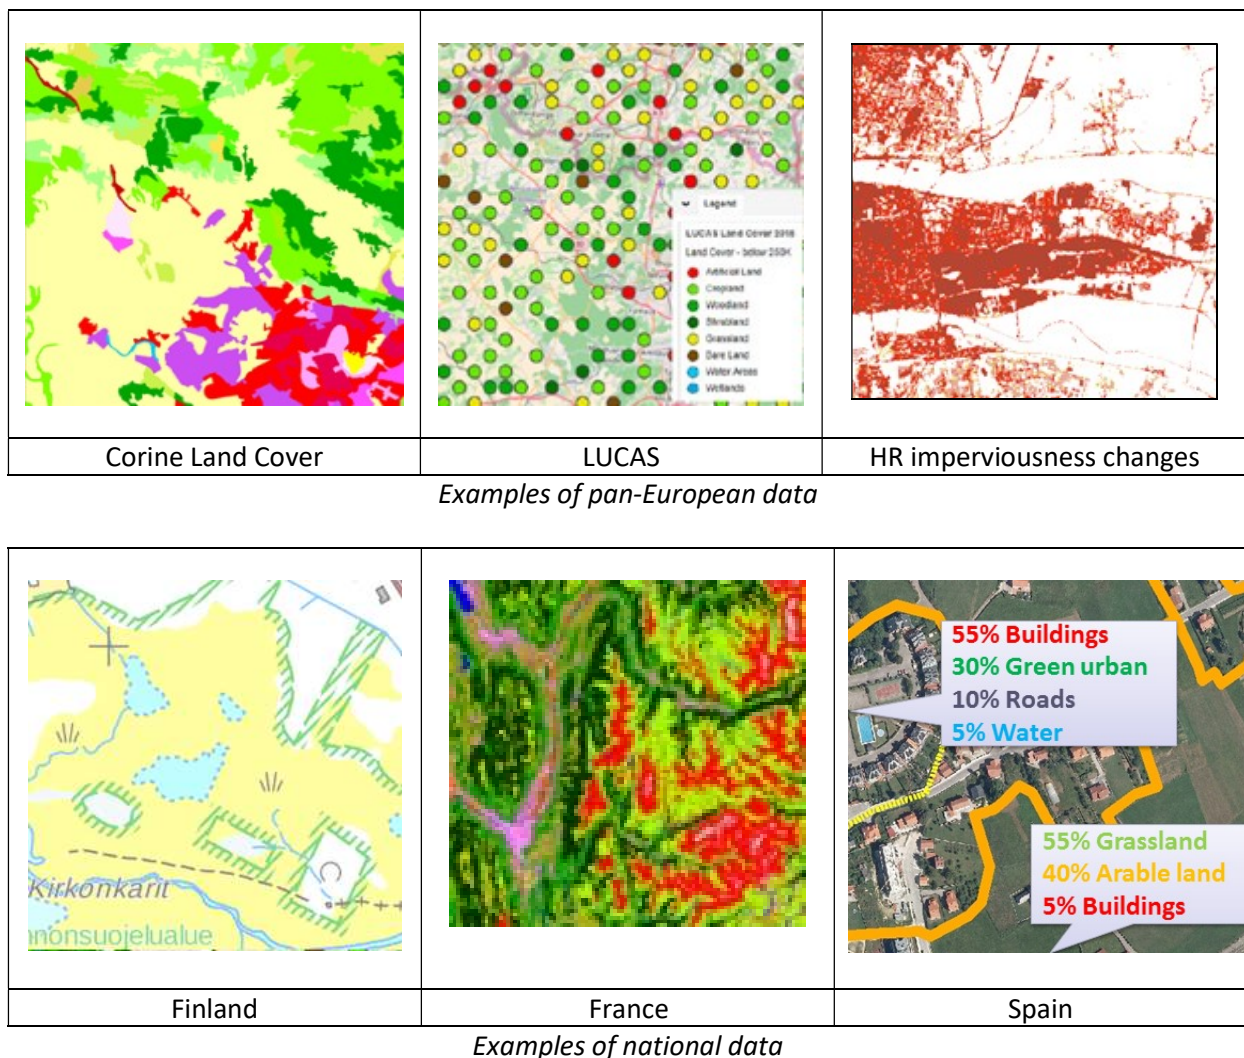 Legend
LUCAS Land Cover 2018
Land Cover - below 250K
Artificial Land
Cropland
Woodland
Shrubland
Grassland
Bare Land
Water Areas
Wetlands
Corine Land Cover
LUCAS
HR imperviousness changes
Examples of pan-European data
Kirkonkarit
nnonsuojelualue
55% Buildings
30% Green urban
10% Roads
5% Water
55% Grassland
40% Arable land
5% Buildings
Finland
France
Spain
Examples of national data